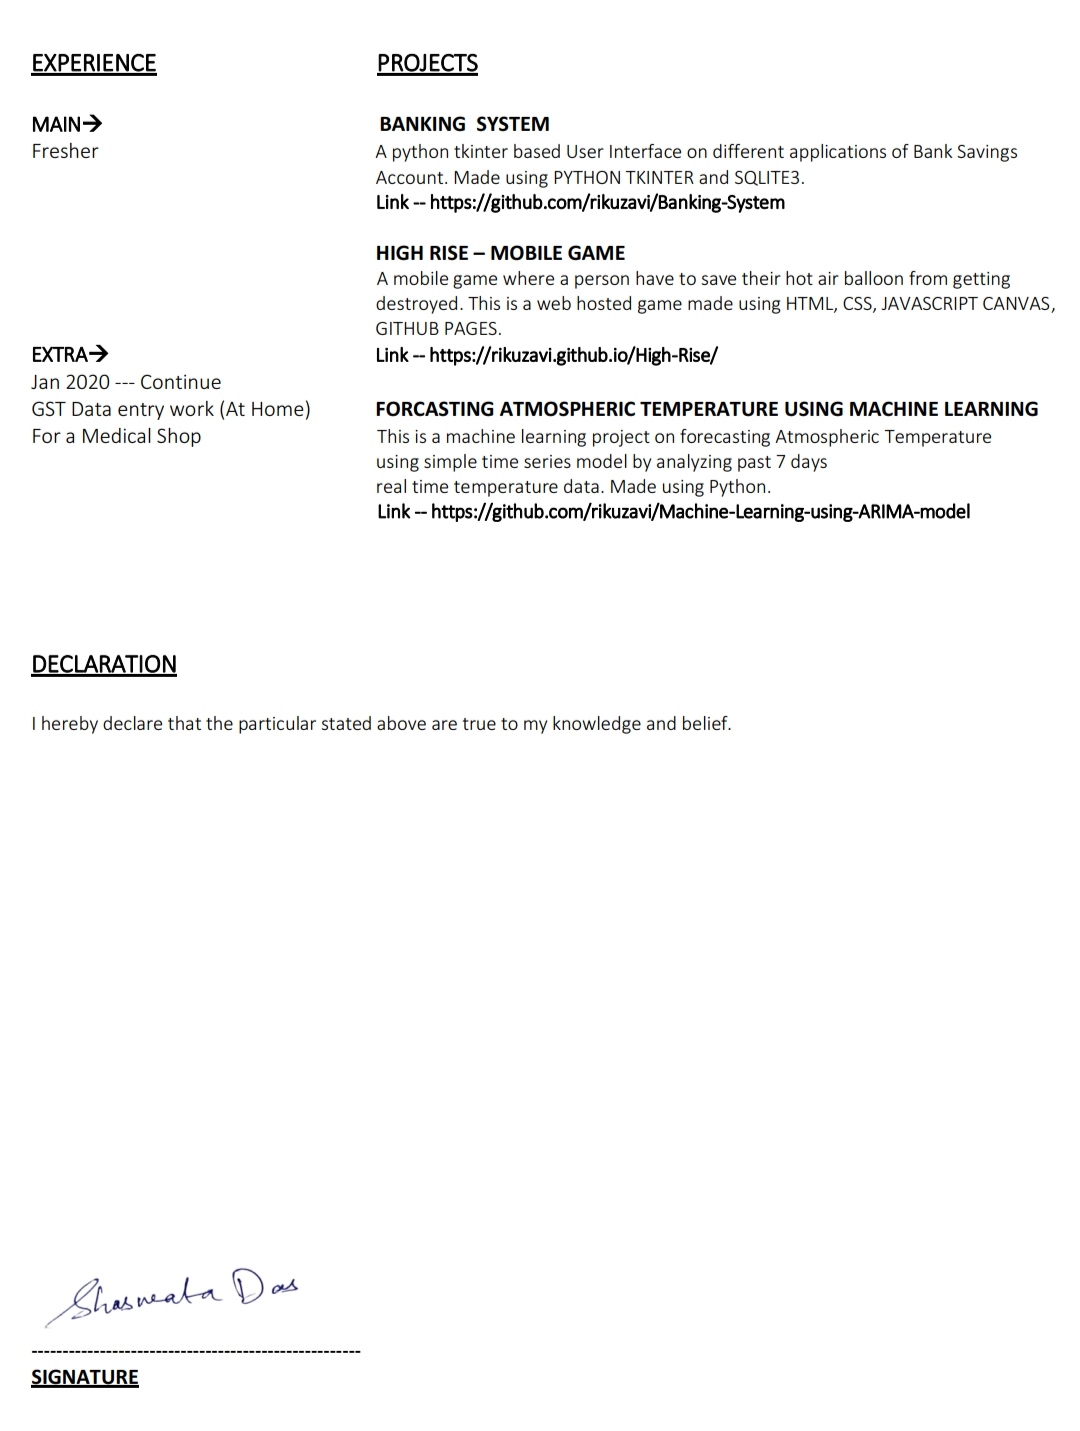 EXPERIENCE
MAIN→
Fresher
EXTRA→
Jan 2020 --- Continue
GST Data entry work (At Home)
For a Medical Shop
PROJECTS
BANKING SYSTEM
A python tkinter based User Interface on different applications of Bank Savings
Account. Made using PYTHON TKINTER and SQLITE3.
Link -- https://github.com/rikuzavi/Banking-System
HIGH RISE – MOBILE GAME
A mobile game where a person have to save their hot air balloon from getting
destroyed. This is a web hosted game made using HTML, CSS, JAVASCRIPT CANVAS,
GITHUB PAGES.
Link -- https://rikuzavi.github.io/High-Rise/
FORCASTING ATMOSPHERIC TEMPERATURE USING MACHINE LEARNING
This is a machine learning project on forecasting Atmospheric Temperature
using simple time series model by analyzing past 7 days
real time temperature data. Made using Python.
Link -- https://github.com/rikuzavi/Machine-Learning-using-ARIMA-model
DECLARATION
I hereby declare that the particular stated above are true to my knowledge and belief.
Das
-----------------------------------------------------
SIGNATURE